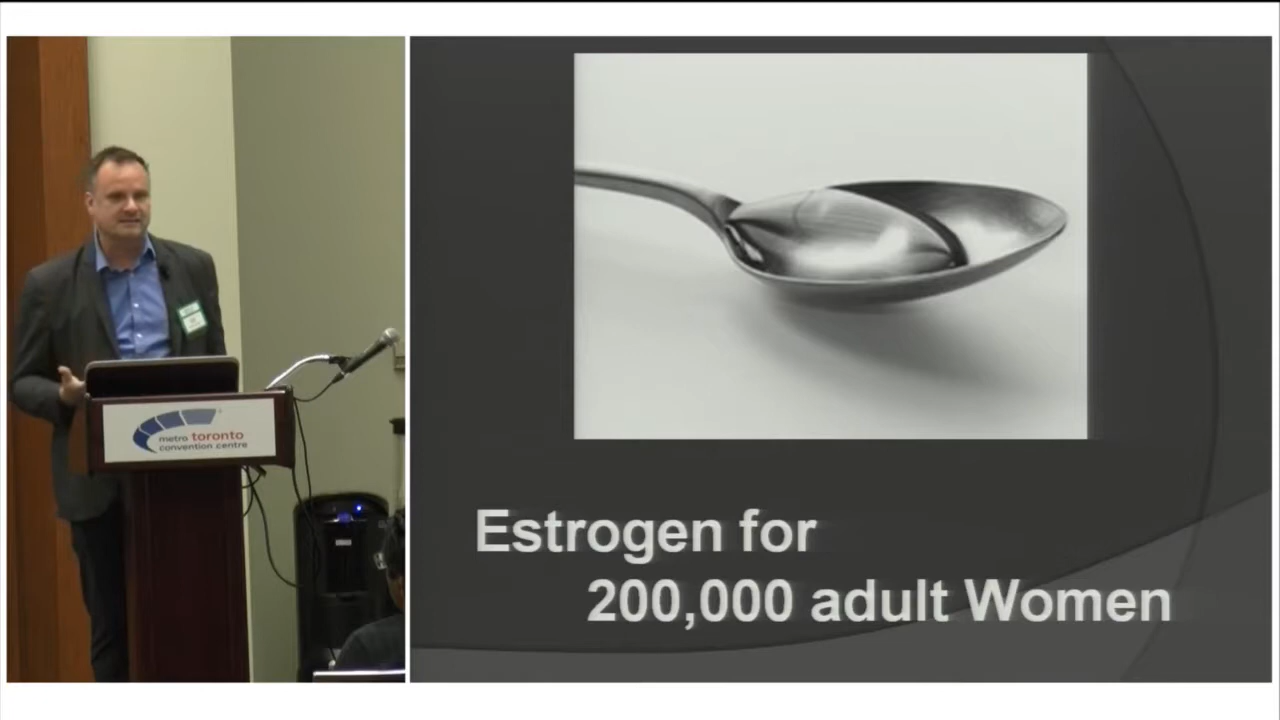 metro toronto
convention centre
Estrogen for
200,000 adult Women